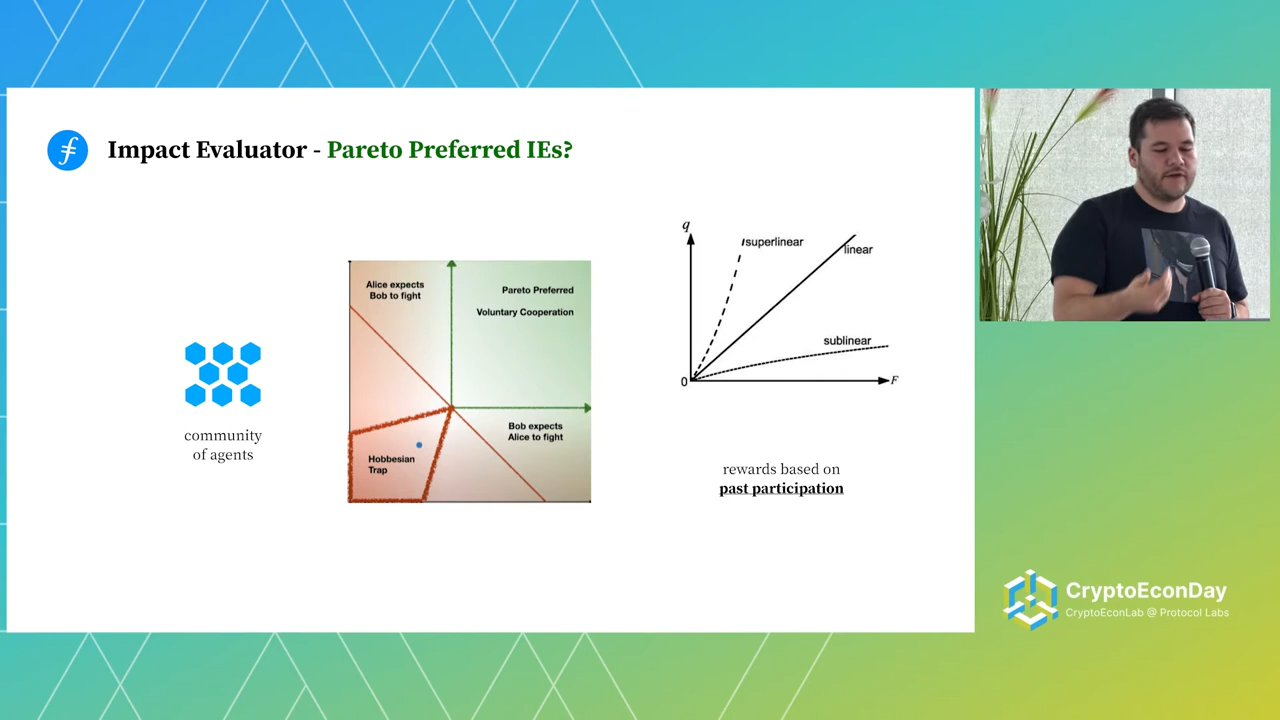 Impact Evaluator - Pareto Preferred IEs?
community
of agents
Alice expects
Bob to fight
Pareto Preferred
Voluntary Cooperation
Bob expects
Alice to fight
Hobbesian
Trap
q
superlinear
linear
sublinear
0
F
rewards based on
past participation
CryptoEconDay
CryptoEconLab @ Protocol Labs